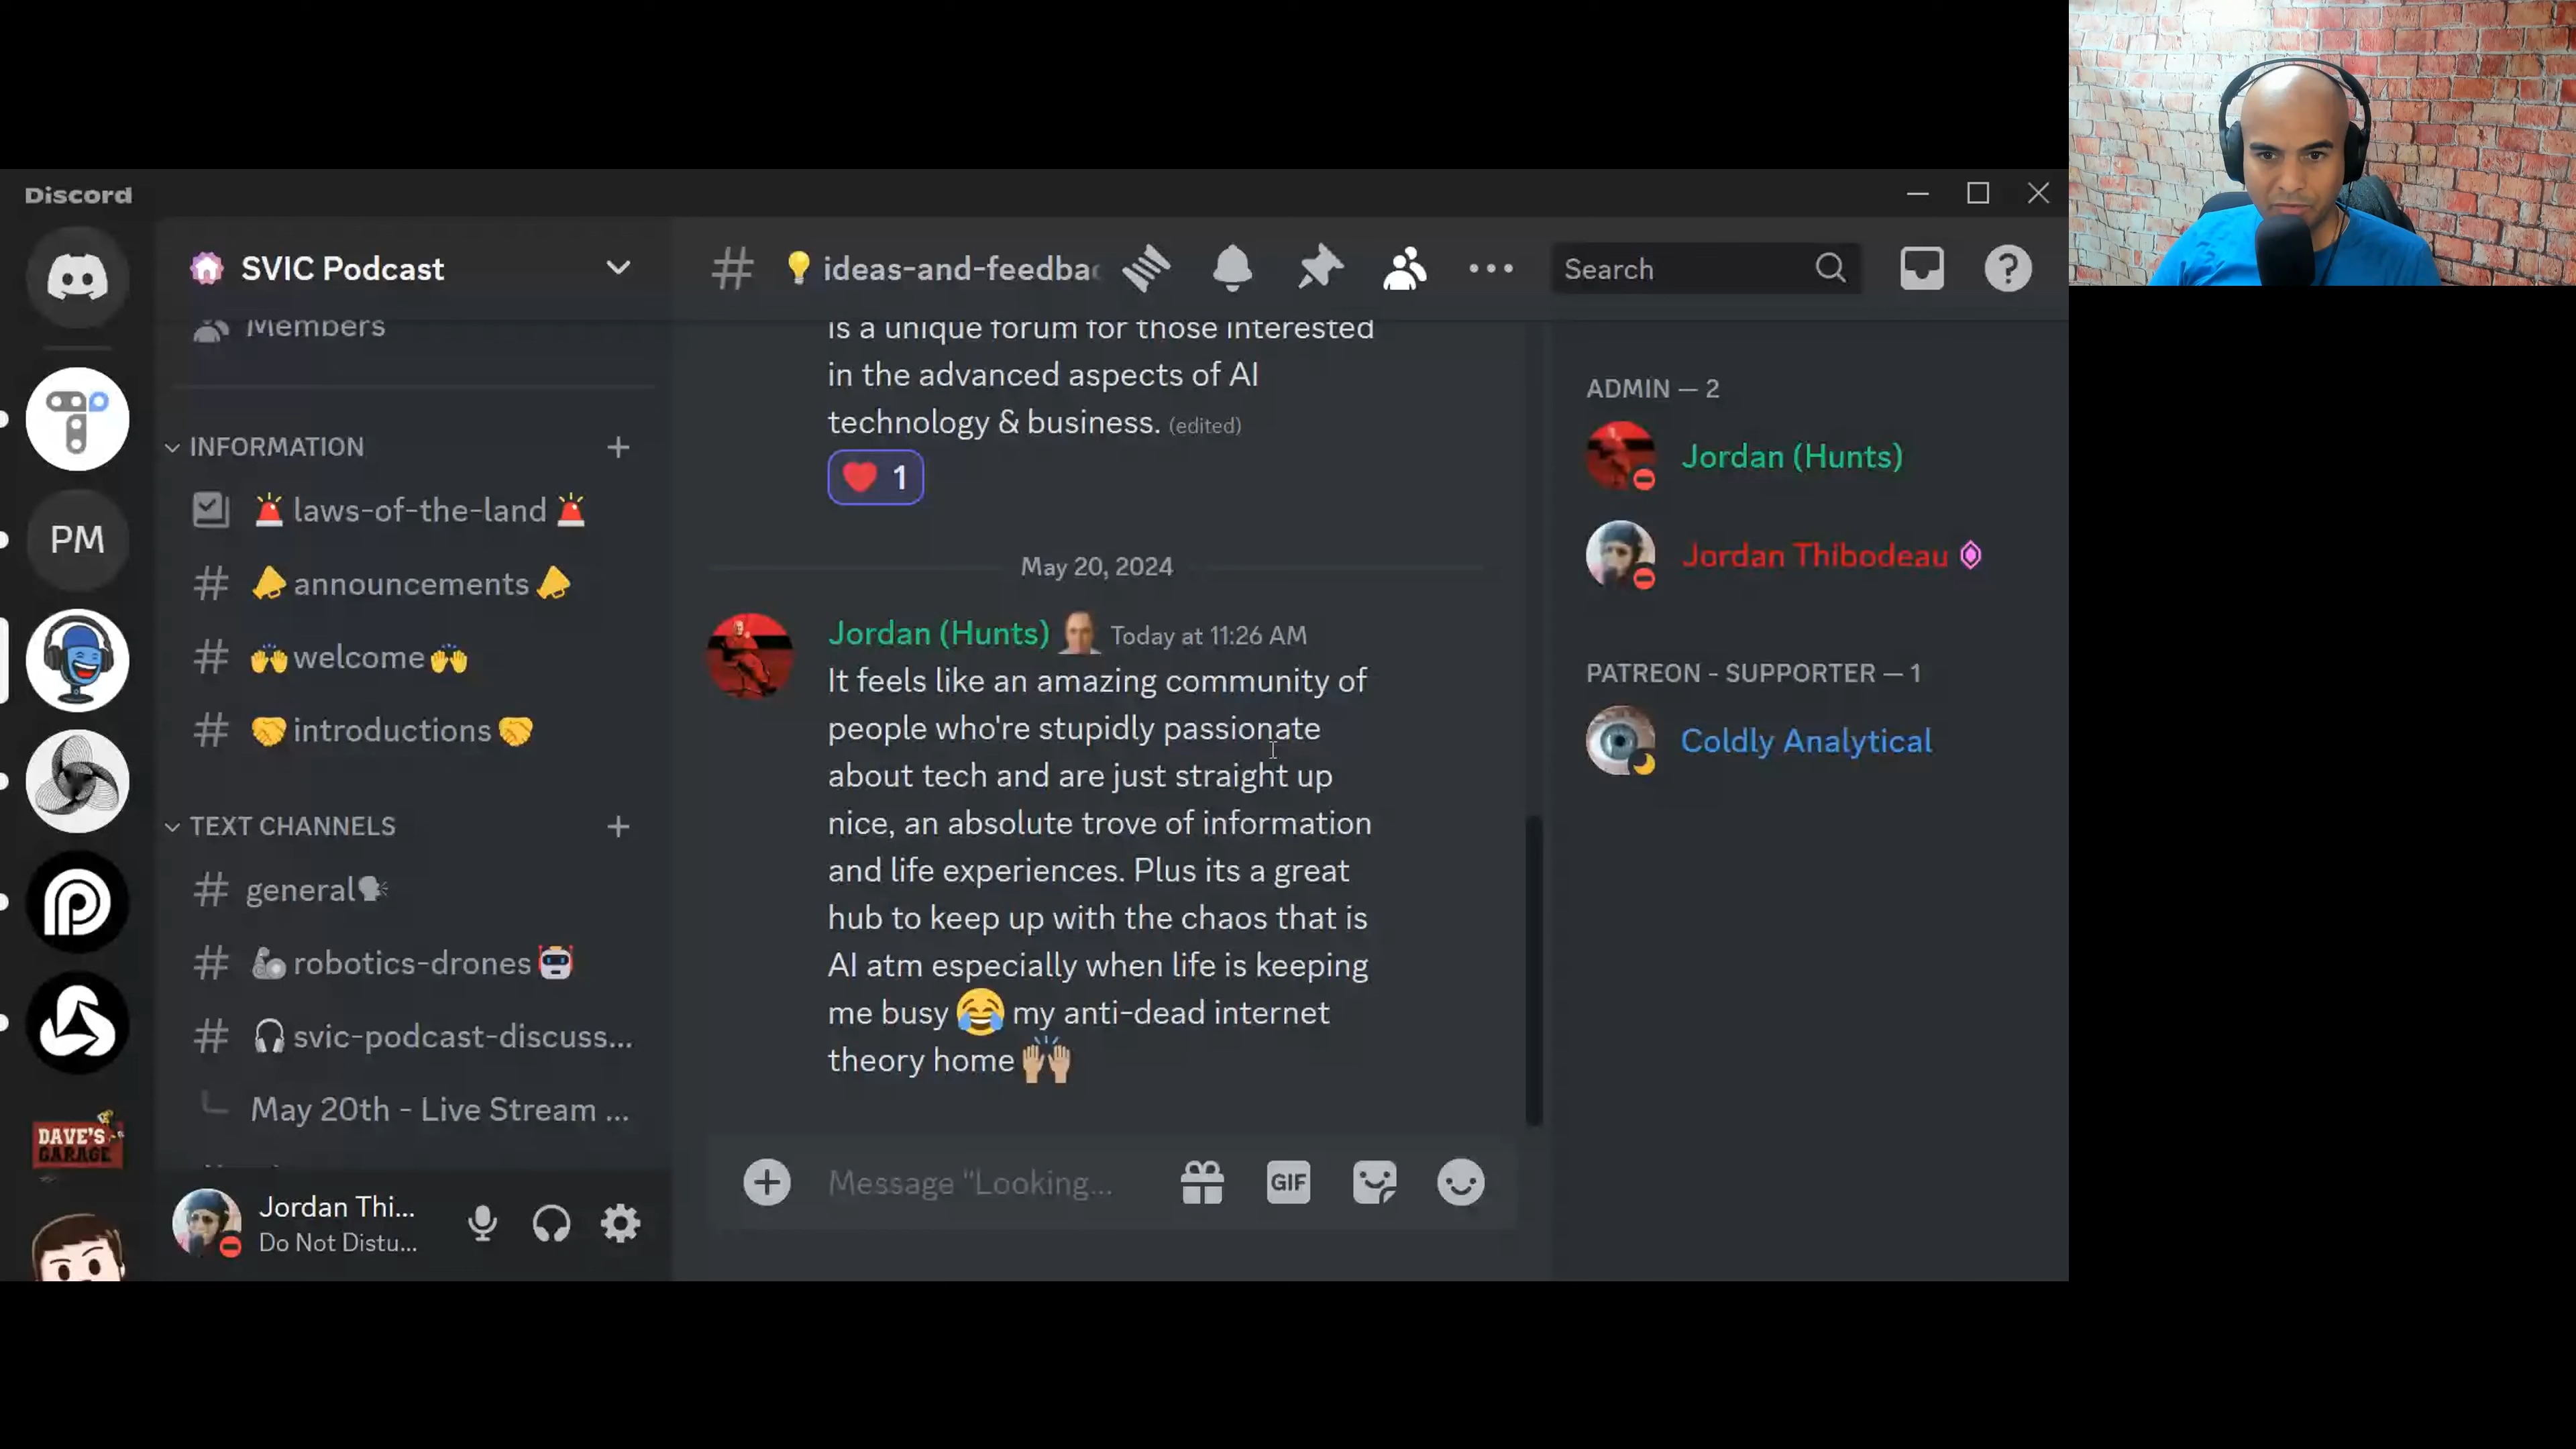 Discord
SVIC Podcast
Members
INFORMATION
laws-of-the-land
announcements
welcome
introductions
TEXT CHANNELS
general
robotics-drones
svic-podcast-discuss...
May 20th - Live Stream ...
PM
DAVE'S
GARAGE
Jordan Thi...
Do Not Distu...
ideas-and-feedbac
Search
is a unique forum for those interested
in the advanced aspects of AI
technology & business. (edited)
❤️ 1
May 20, 2024
Jordan (Hunts) Today at 11:26 AM
It feels like an amazing community of
people who're stupidly passionate
about tech and are just straight up
nice, an absolute trove of information
and life experiences. Plus its a great
hub to keep up with the chaos that is
AI atm especially when life is keeping
me busy 😂 my anti-dead internet
theory home 🙌🏼
Message "Looking...
GIF
ADMIN — 2
Jordan (Hunts)
Jordan Thibodeau
PATREON - SUPPORTER — 1
Coldly Analytical